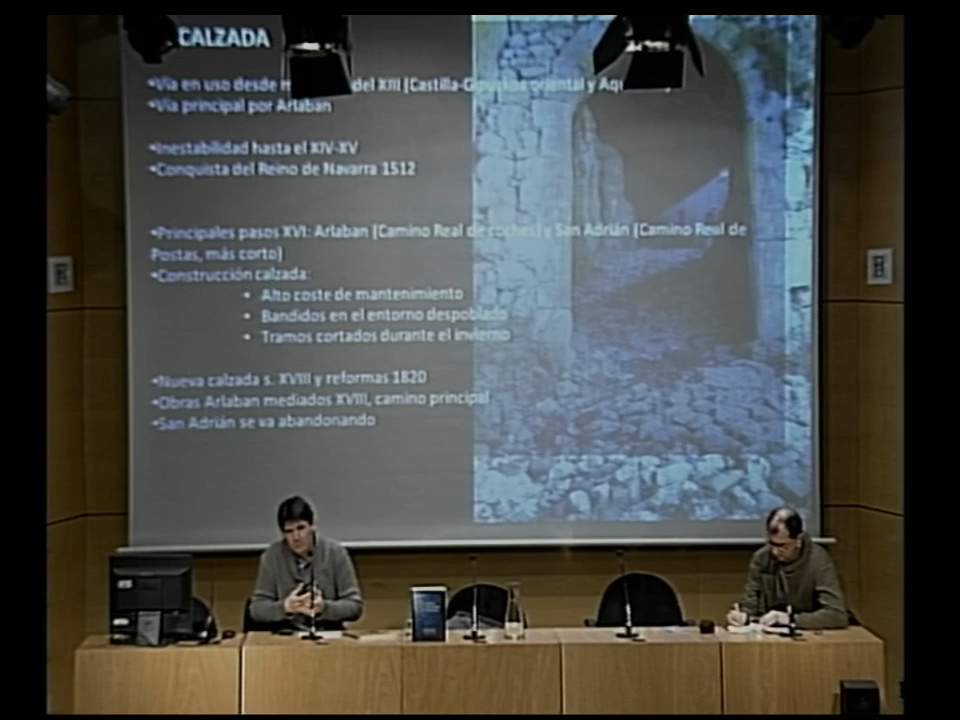 CALZADA
•Vía en uso desde del XIII (Castilla- oriental y
•Vía principal por Arlaban
•Inestabilidad hasta el XIV-XV
•Conquista del Reino de Navarra 1512
•Principales pasos XVI: Arlaban (Camino Real de coches) y San Adrián (Camino Real de
Postas, más corto)
•Construcción calzada:
• Alto coste de mantenimiento
• Bandidos en el entorno despoblado
• Tramos cortados durante el invierno
•Nueva calzada s. XVIII y reformas 1820
•Obras Arlaban mediados XVIII, camino principal
•San Adrián se va abandonando